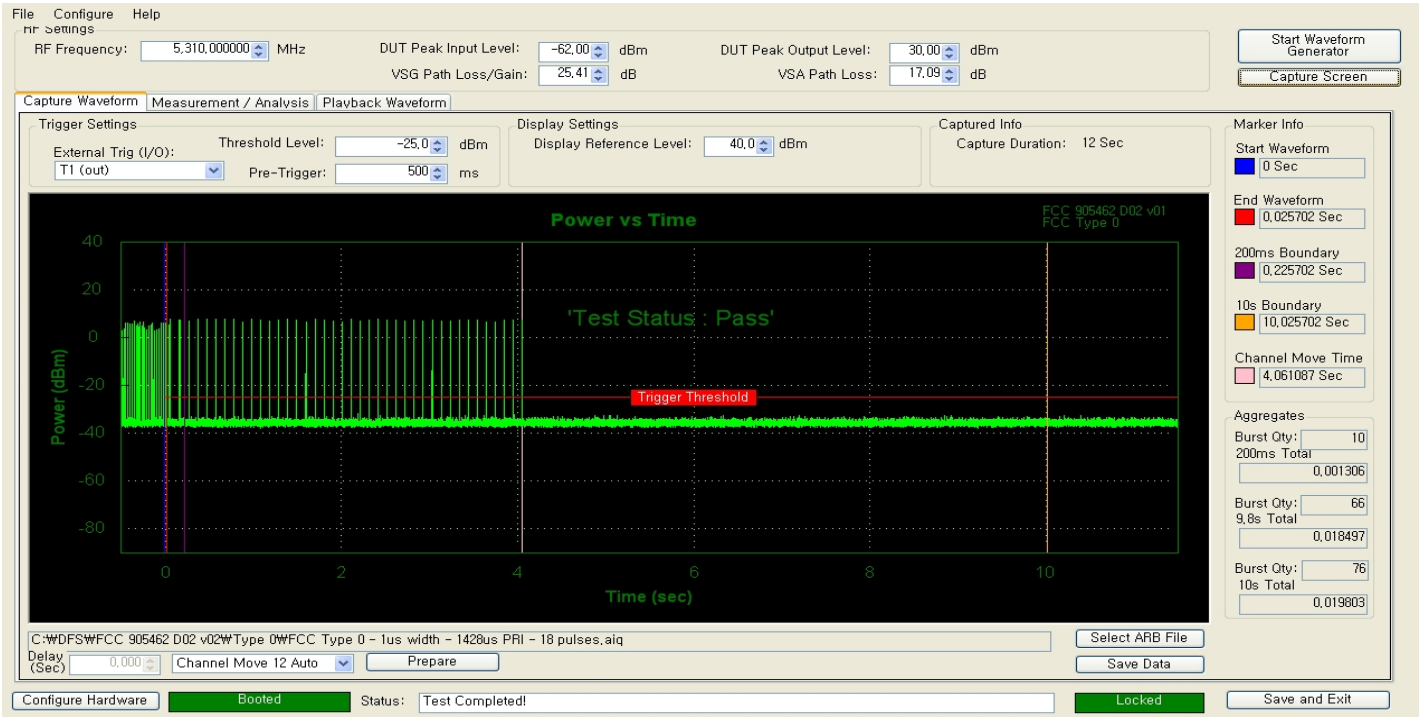 File Configure Help
RF Settings
RF Frequency: 5,310,000000 MHz DUT Peak Input Level: -62,00 dBm DUT Peak Output Level: 30,00 dBm
VSG Path Loss/Gain: 25,41 dB VSA Path Loss: 17,09 dB
Start Waveform
Generator
Capture Screen
Capture Waveform Measurement / Analysis Playback Waveform
Trigger Settings
External Trig (I/O): Threshold Level: -25,0 dBm
T1 (out) Pre-Trigger: 500 ms
Display Settings
Display Reference Level: 40,0 dBm
Captured Info
Capture Duration: 12 Sec
Marker Info
Start Waveform
0 Sec
End Waveform
0,025702 Sec
200ms Boundary
0,225702 Sec
10s Boundary
10,025702 Sec
Channel Move Time
4,061087 Sec
Aggregates
Burst Qty: 10
200ms Total
0,001306
Burst Qty: 66
9,8s Total
0,018497
Burst Qty: 76
10s Total
0,019803
Power vs Time
FCC 905462 D02 v01
FCC Type 0
'Test Status : Pass'
Trigger Threshold
Power (dBm)
40
20
0
-20
-40
-60
-80
0 2 4 6 8 10
Time (sec)
C:₩DFS₩FCC 905462 D02 v02₩Type 0₩FCC Type 0 - 1us width - 1428us PRI - 18 pulses,aiq
Select ARB File
Delay
(Sec) 0,000 Channel Move 12 Auto Prepare
Save Data
Configure Hardware Booted Status: Test Completed! Locked Save and Exit